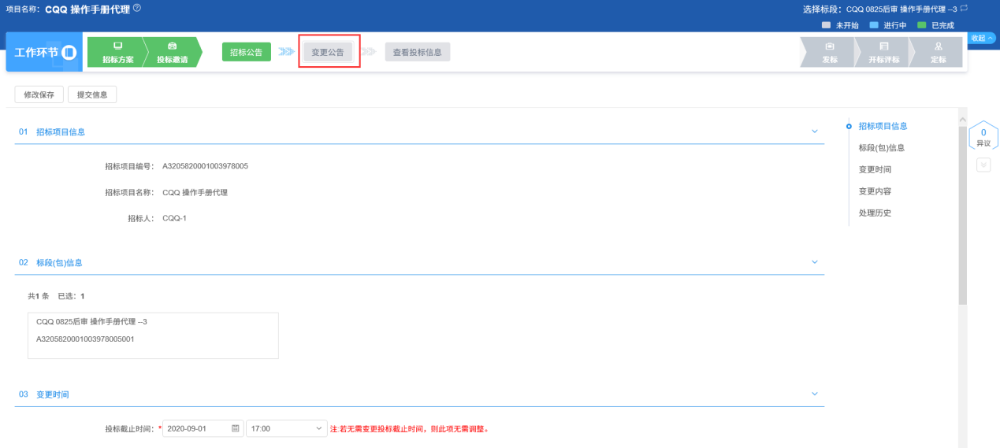 项目名称： CQQ 操作手册代理 ?
选择标段： CQQ 0825后审 操作手册代理 --3
未开始 进行中 已完成
收起
工作环节
招标方案 投标邀请
招标公告 变更公告 查看投标信息
发标 开标评标 定标
修改保存 提交信息
01 招标项目信息
招标项目编号： A3205820001003978005
招标项目名称： CQQ 操作手册代理
招标人： CQQ-1
02 标段(包)信息
共1 条 已选：1
CQQ 0825后审 操作手册代理 --3
A3205820001003978005001
03 变更时间
投标截止时间： * 2020-09-01 17:00 注:若无需变更投标截止时间，则此项无需调整。
招标项目信息
标段(包)信息
变更时间
变更内容
处理历史
0
异议